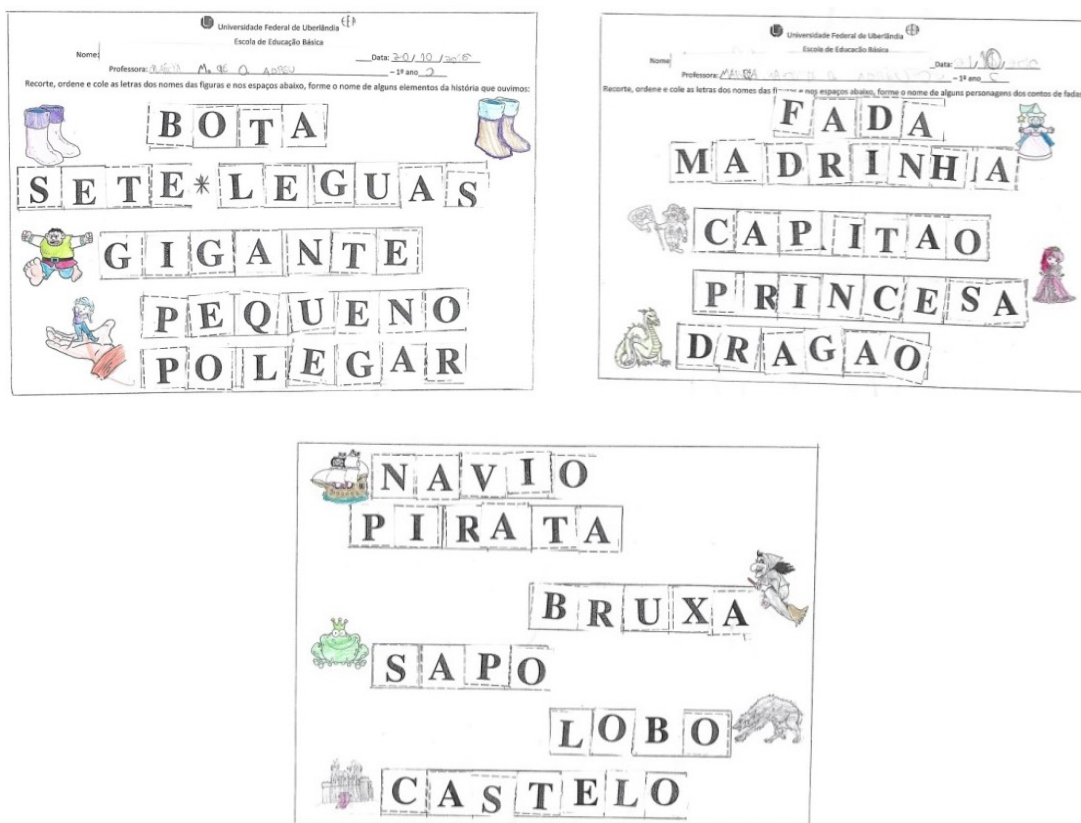 Universidade Federal de Uberlândia
Escola de Educação Básica
Nome:
Data: 20/10/2015
Professora:
– 1º ano 2
Recorte, ordene e cole as letras dos nomes das figuras e nos espaços abaixo, forme o nome de alguns elementos da história que ouvimos:
BOTA
SETE*LEGUAS
GIGANTE
PEQUENO
POLEGAR
Universidade Federal de Uberlândia
Escola de Educação Básica
Nome
Data:
Professora:
– 1º ano
Recorte, ordene e cole as letras dos nomes das figuras e nos espaços abaixo, forme o nome de alguns personagens dos contos de fadas
FADA
MADRINHA
CAPITAO
PRINCESA
DRAGAO
NAVIO
PIRATA
BRUXA
SAPO
LOBO
CASTELO